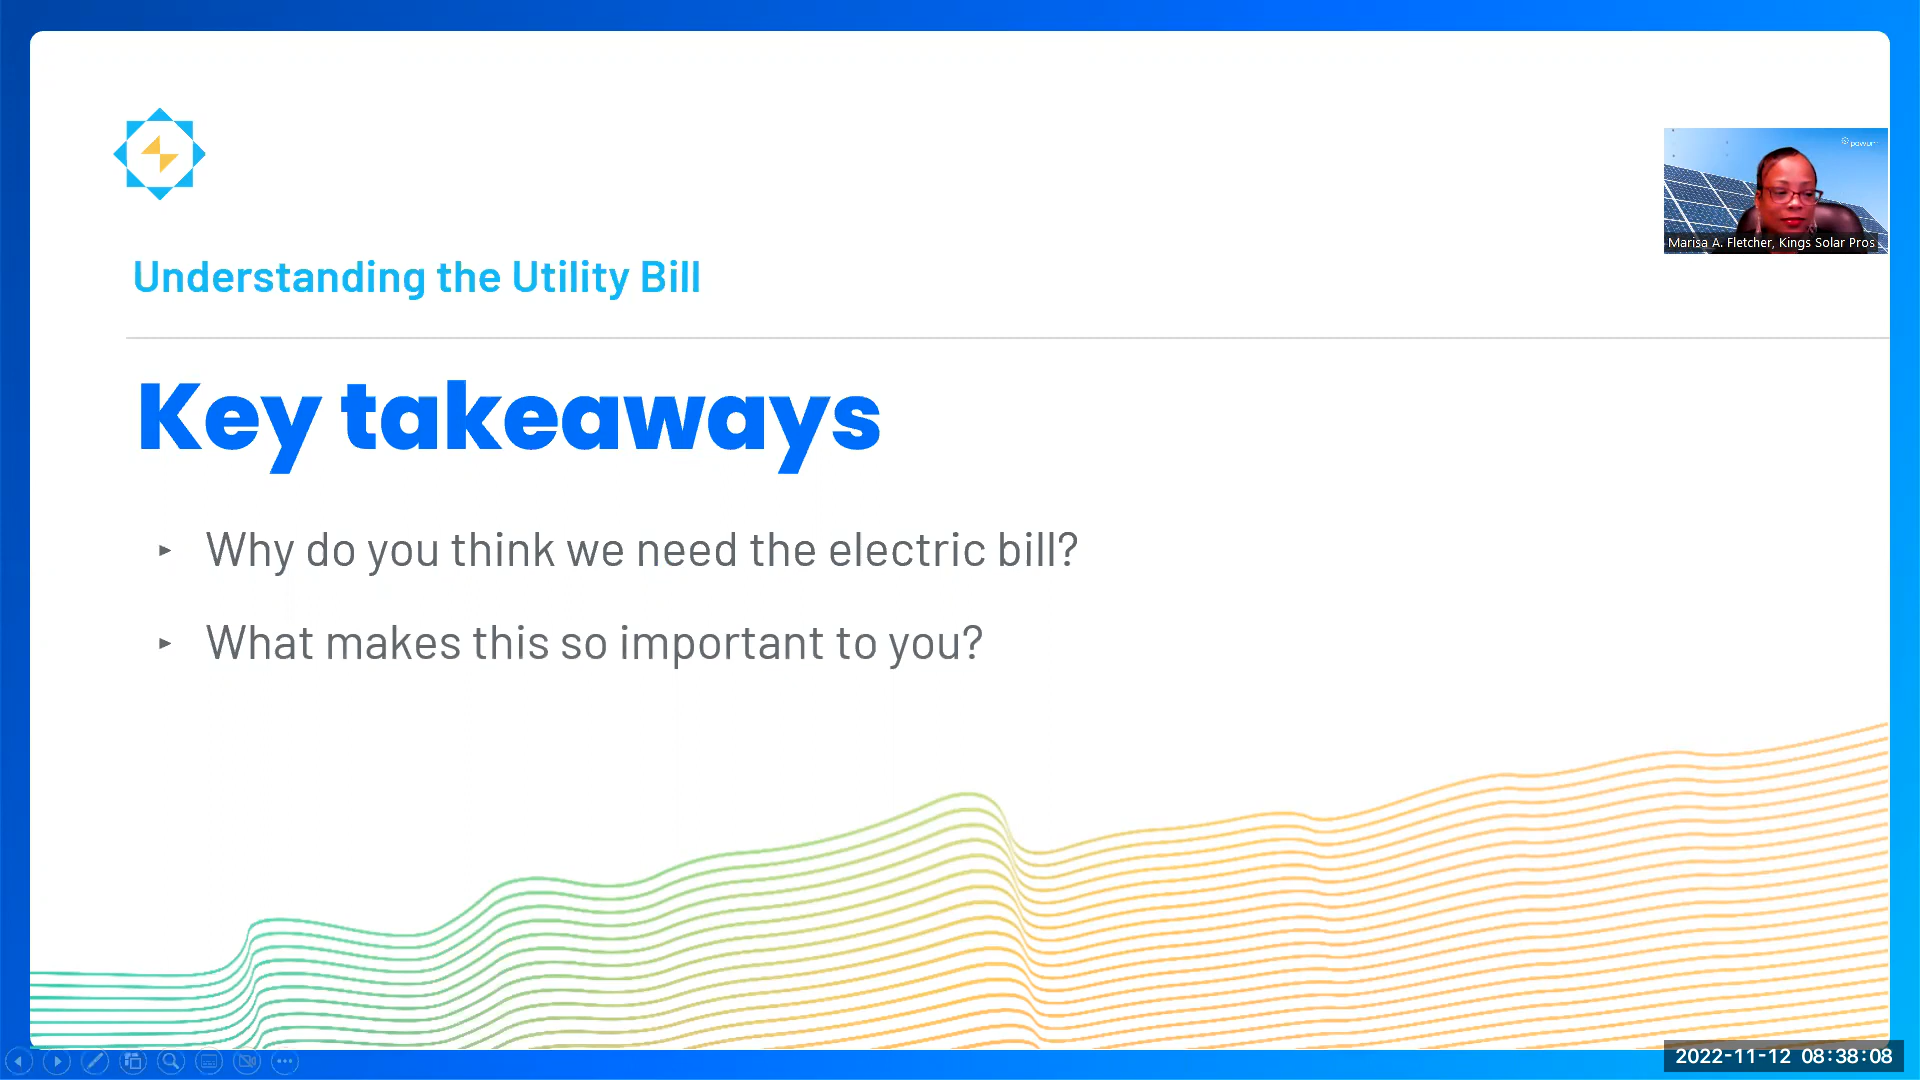 powur
Marisa A. Fletcher, Kings Solar Pros
Understanding the Utility Bill
Key takeaways
Why do you think we need the electric bill?
What makes this so important to you?
2022-11-12 08:38:08